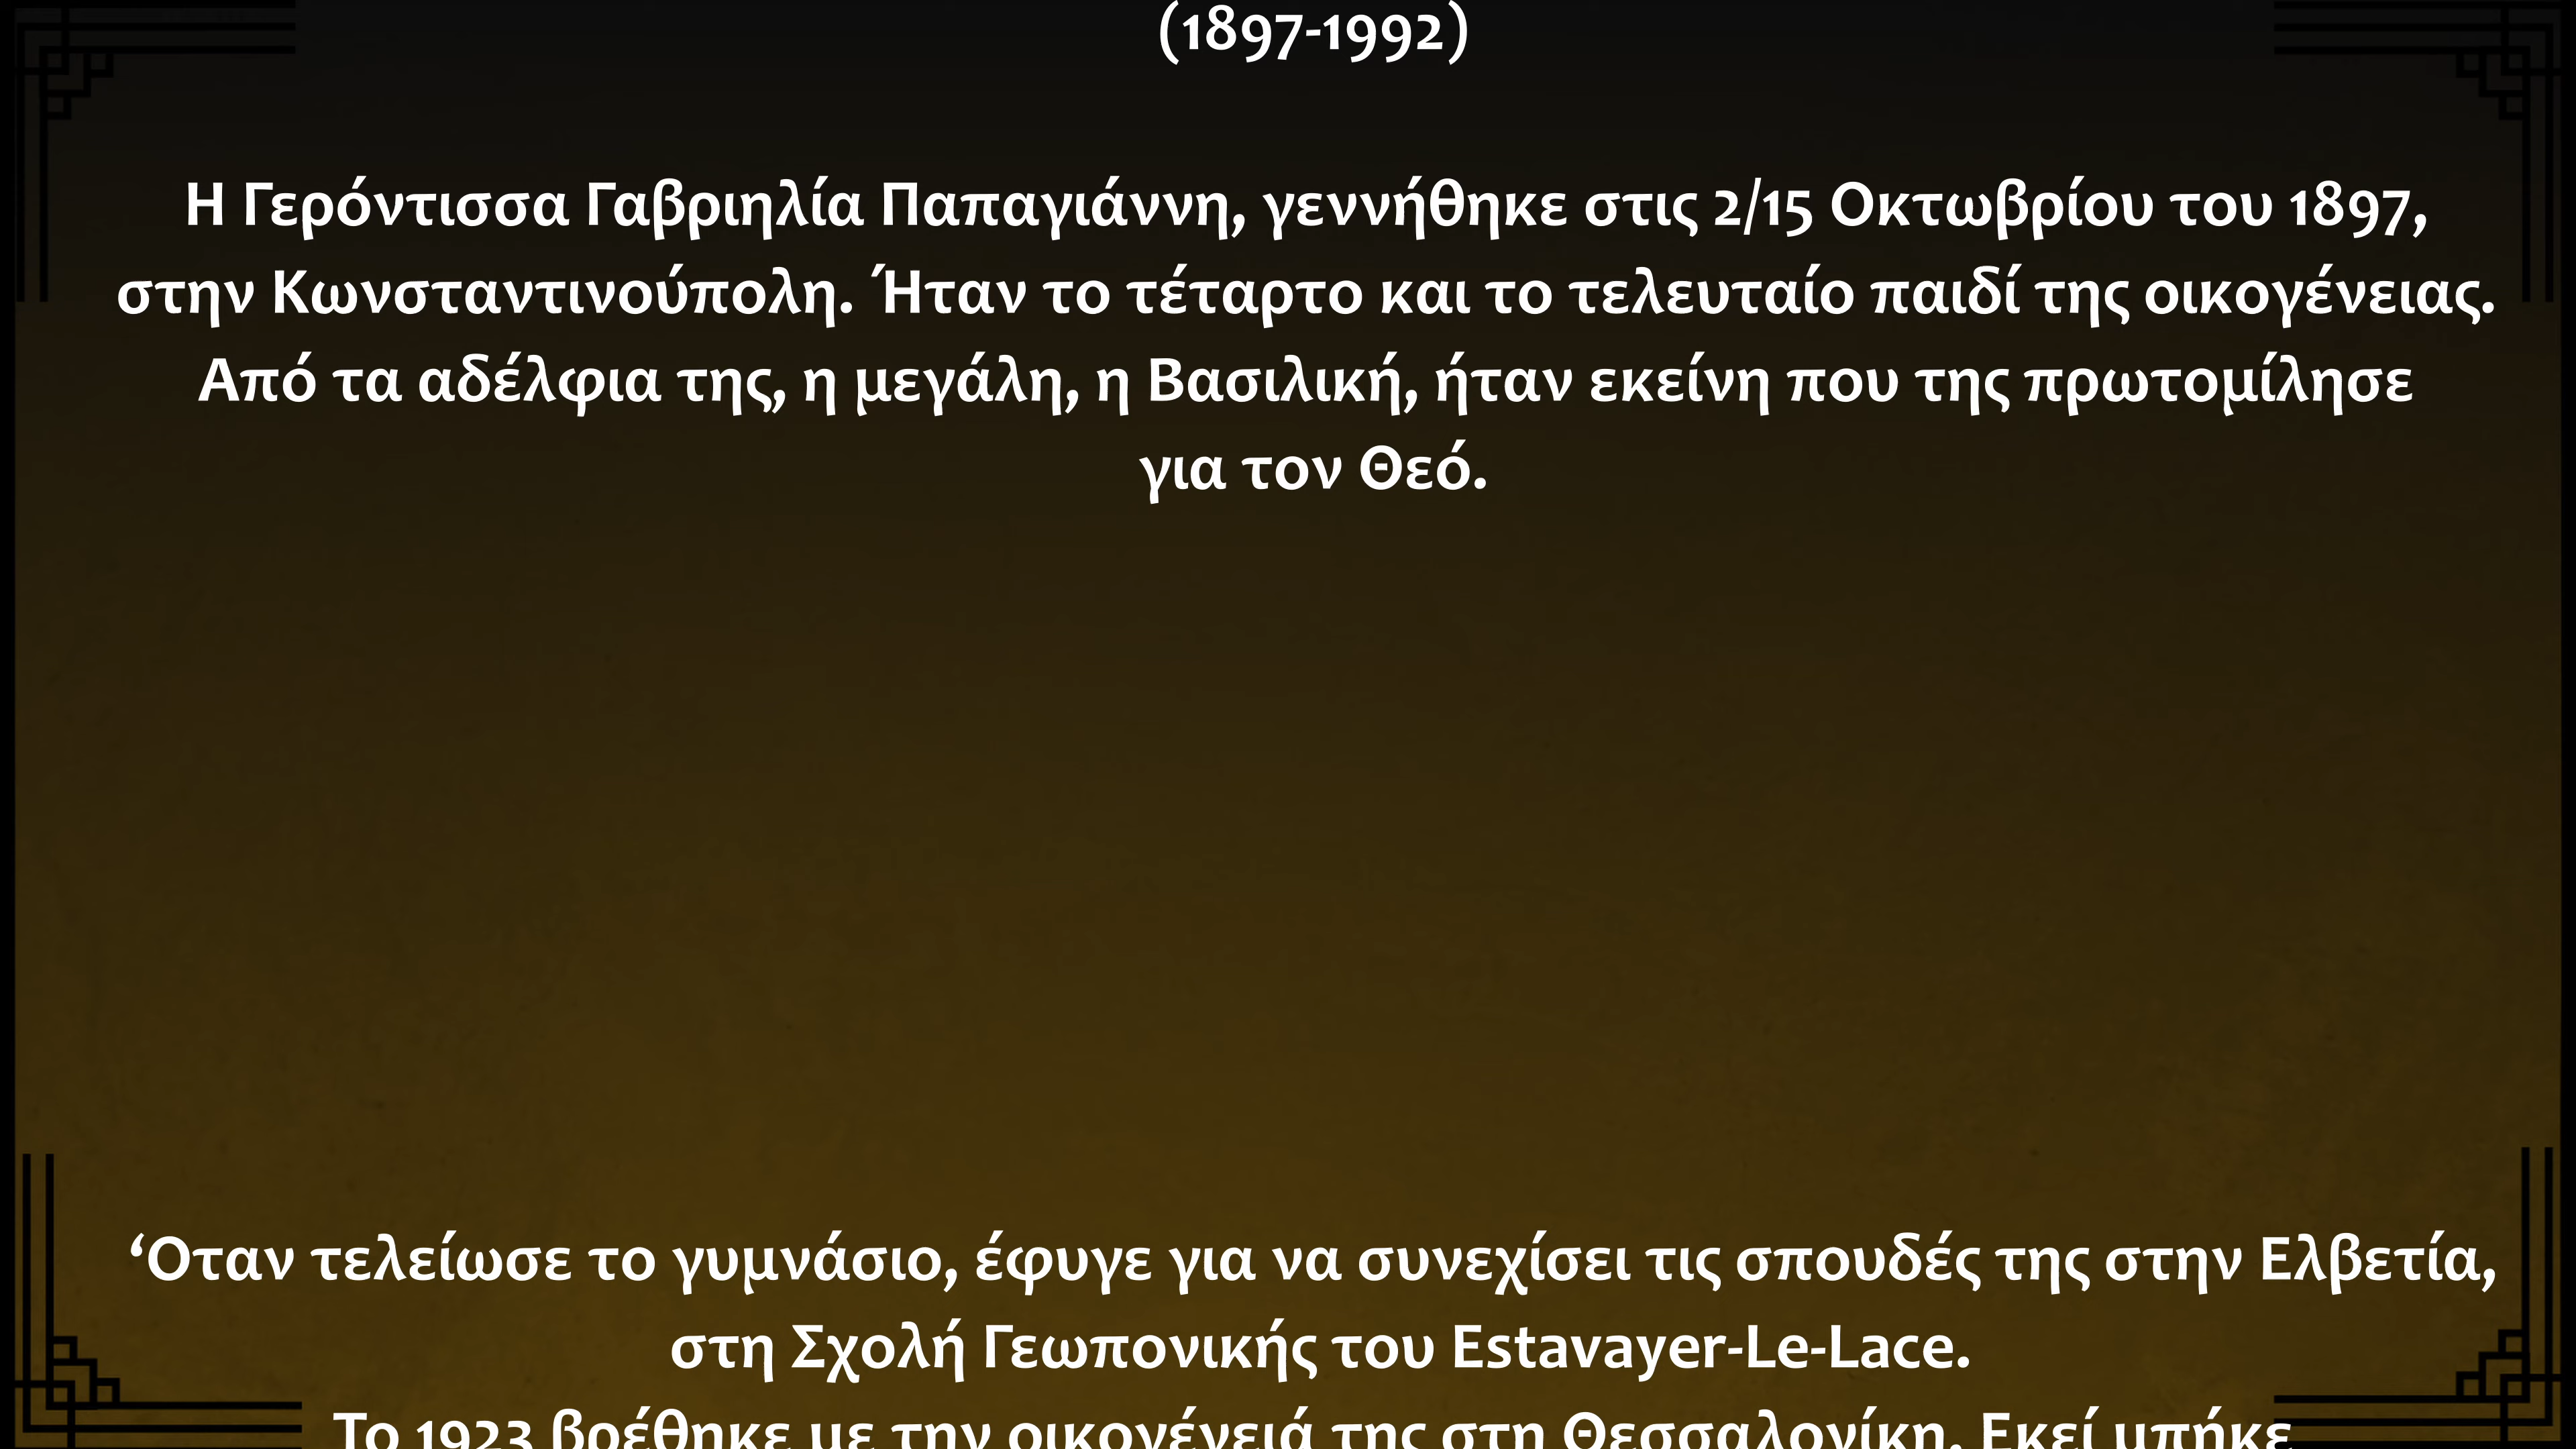 (1897-1992)
Η Γερόντισσα Γαβριηλία Παπαγιάννη, γεννήθηκε στις 2/15 Οκτωβρίου του 1897,
στην Κωνσταντινούπολη. Ήταν το τέταρτο και το τελευταίο παιδί της οικογένειας.
Από τα αδέλφια της, η μεγάλη, η Βασιλική, ήταν εκείνη που της πρωτομίλησε
για τον Θεό.
‘Οταν τελείωσε το γυμνάσιο, έφυγε για να συνεχίσει τις σπουδές της στην Ελβετία,
στη Σχολή Γεωπονικής του Estavayer-Le-Lace.
Το 1923 βρέθηκε με την οικογένειά της στη Θεσσαλονίκη. Εκεί μπήκε